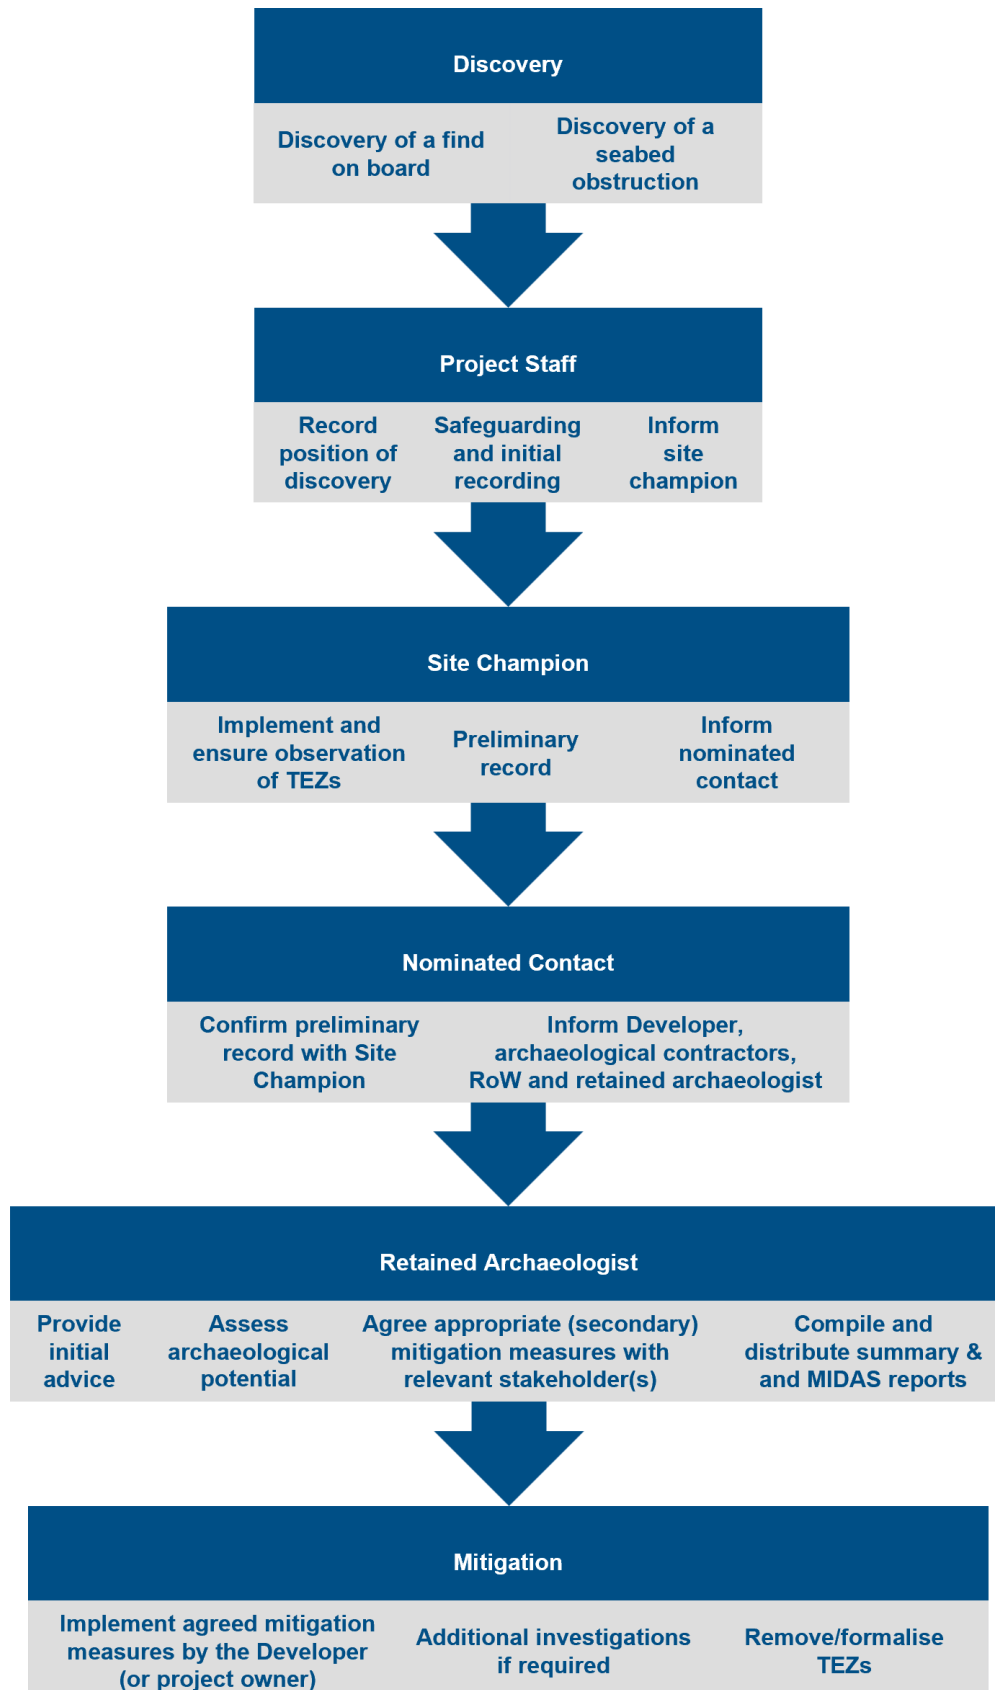 Discovery
Discovery of a find
on board
Discovery of a
seabed
obstruction
Project Staff
Record
position of
discovery
Safeguarding
and initial
recording
Inform
site
champion
Site Champion
Implement and
ensure observation
of TEZs
Preliminary
record
Inform
nominated
contact
Nominated Contact
Confirm preliminary
record with Site
Champion
Inform Developer,
archaeological contractors,
RoW and retained archaeologist
Retained Archaeologist
Provide
initial
advice
Assess
archaeological
potential
Agree appropriate (secondary)
mitigation measures with
relevant stakeholder(s)
Compile and
distribute summary &
and MIDAS reports
Mitigation
Implement agreed mitigation
measures by the Developer
(or project owner)
Additional investigations
if required
Remove/formalise
TEZs